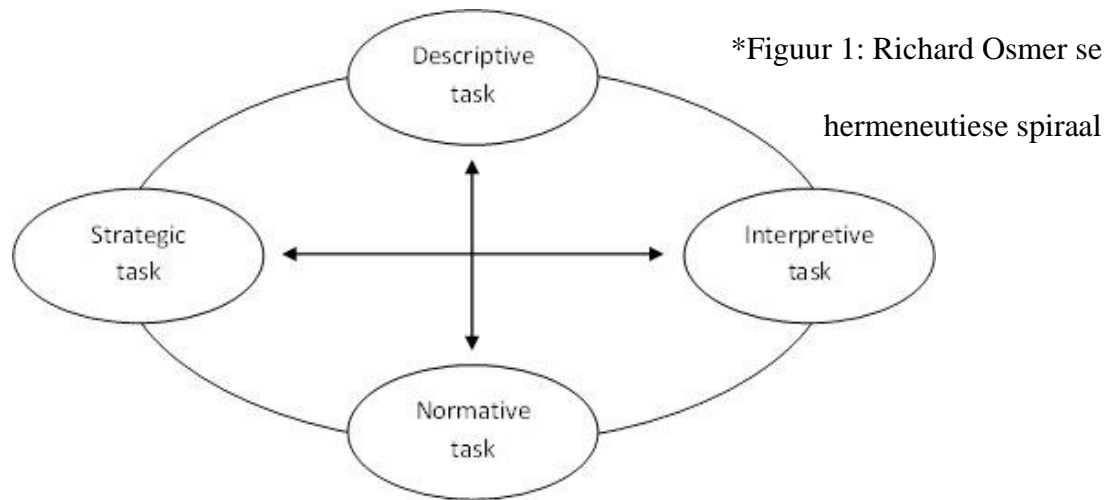 Descriptive
task
*Figuur 1: Richard Osmer se
hermeneutiese spiraal
Strategic
task
Interpretive
task
Normative
task